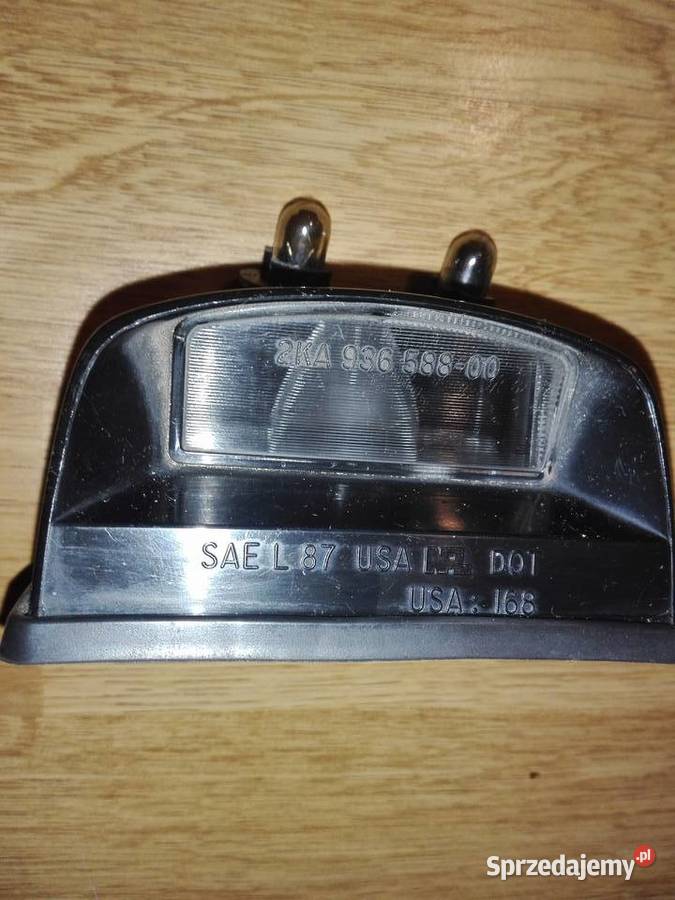 2KA 936 588-00
SAE L 87 USA DOT
USA: 168
Sprzedajemy.pl